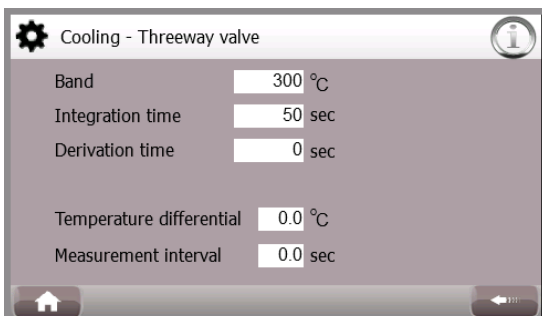 Cooling - Threeway valve
Band 300 °C
Integration time 50 sec
Derivation time 0 sec
Temperature differential 0.0 °C
Measurement interval 0.0 sec